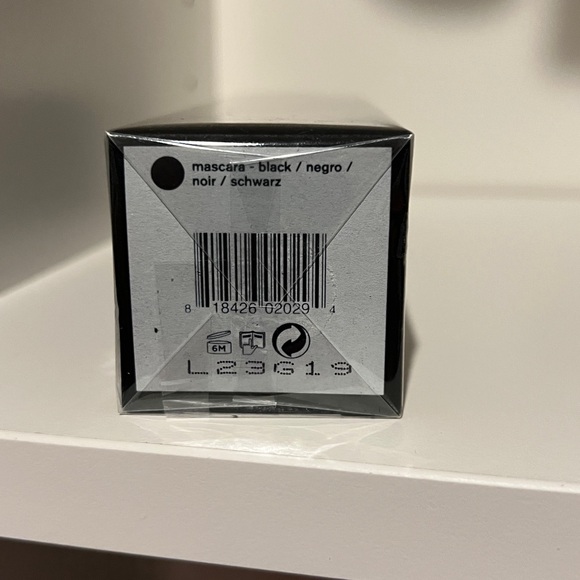 mascara - black / negro /
noir / schwarz
8 18426 02029 4
6M
L23G19